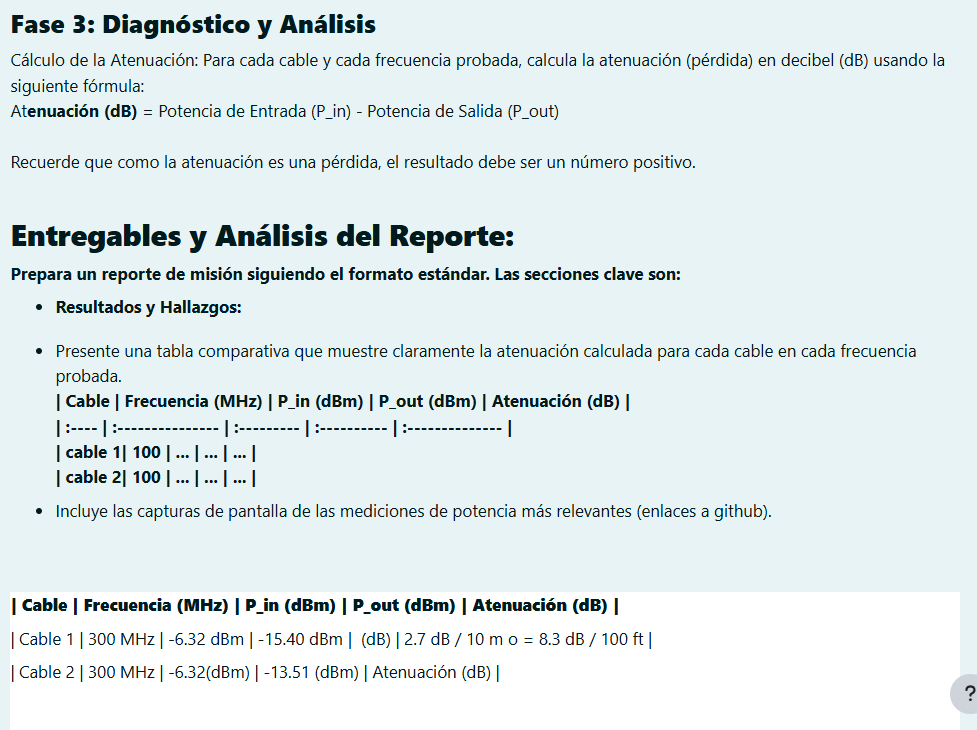 Fase 3: Diagnóstico y Análisis
Cálculo de la Atenuación: Para cada cable y cada frecuencia probada, calcula la atenuación (pérdida) en decibel (dB) usando la
siguiente fórmula:
Atenuación (dB) = Potencia de Entrada (P_in) - Potencia de Salida (P_out)
Recuerde que como la atenuación es una pérdida, el resultado debe ser un número positivo.
Entregables y Análisis del Reporte:
Prepara un reporte de misión siguiendo el formato estándar. Las secciones clave son:
• Resultados y Hallazgos:
• Presente una tabla comparativa que muestre claramente la atenuación calculada para cada cable en cada frecuencia
probada.
| Cable | Frecuencia (MHz) | P_in (dBm) | P_out (dBm) | Atenuación (dB) |
| :---- | :--------------- | :--------- | :---------- | :-------------- |
| cable 1| 100 | ... | ... | ... |
| cable 2| 100 | ... | ... | ... |
• Incluye las capturas de pantalla de las mediciones de potencia más relevantes (enlaces a github).
| Cable | Frecuencia (MHz) | P_in (dBm) | P_out (dBm) | Atenuación (dB) |
| Cable 1 | 300 MHz | -6.32 dBm | -15.40 dBm |  (dB) | 2.7 dB / 10 m o = 8.3 dB / 100 ft |
| Cable 2 | 300 MHz | -6.32(dBm) | -13.51 (dBm) | Atenuación (dB) |
?